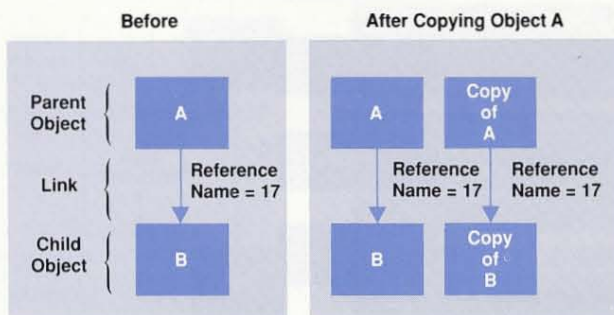 Before
Parent
Object
A
Link
Reference
Name = 17
Child
Object
B
After Copying Object A
A
Copy
of
A
Reference
Name = 17
Reference
Name = 17
B
Copy
of
B